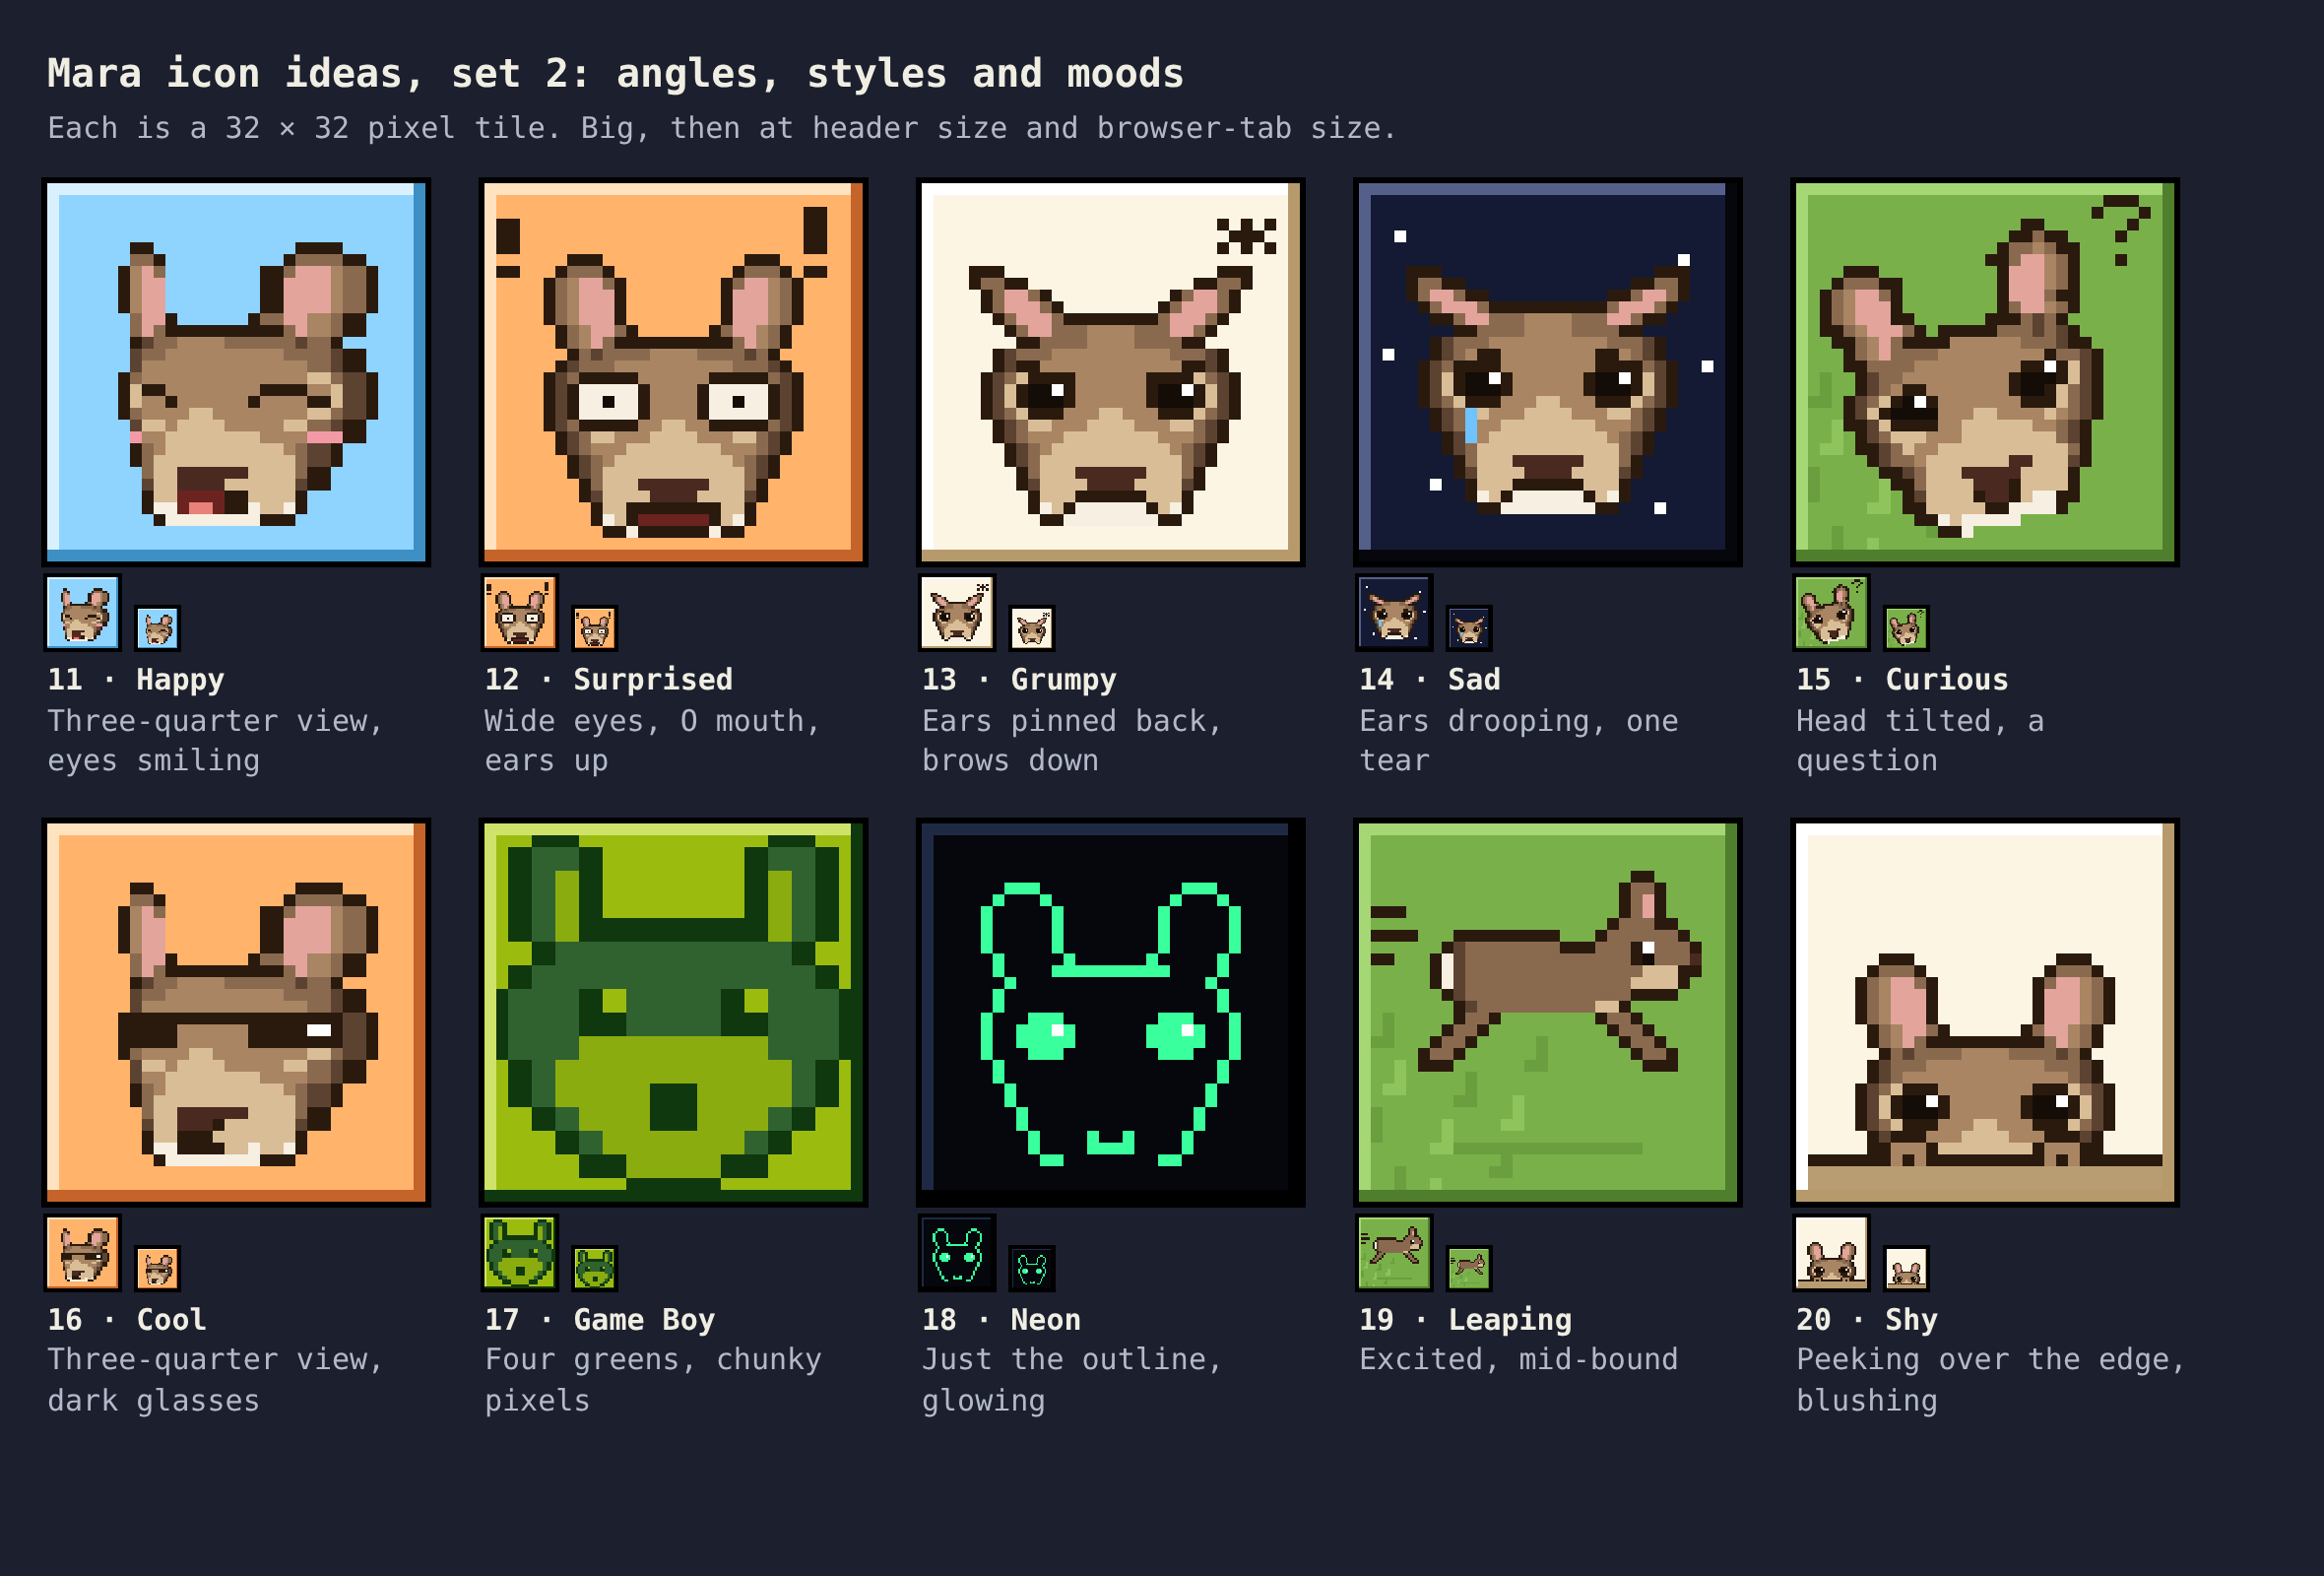 Mara icon ideas, set 2: angles, styles and moods
Each is a 32 × 32 pixel tile. Big, then at header size and browser-tab size.
! !
?
11 · Happy
Three-quarter view,
eyes smiling
12 · Surprised
Wide eyes, O mouth,
ears up
13 · Grumpy
Ears pinned back,
brows down
14 · Sad
Ears drooping, one
tear
15 · Curious
Head tilted, a
question
16 · Cool
Three-quarter view,
dark glasses
17 · Game Boy
Four greens, chunky
pixels
18 · Neon
Just the outline,
glowing
19 · Leaping
Excited, mid-bound
20 · Shy
Peeking over the edge,
blushing